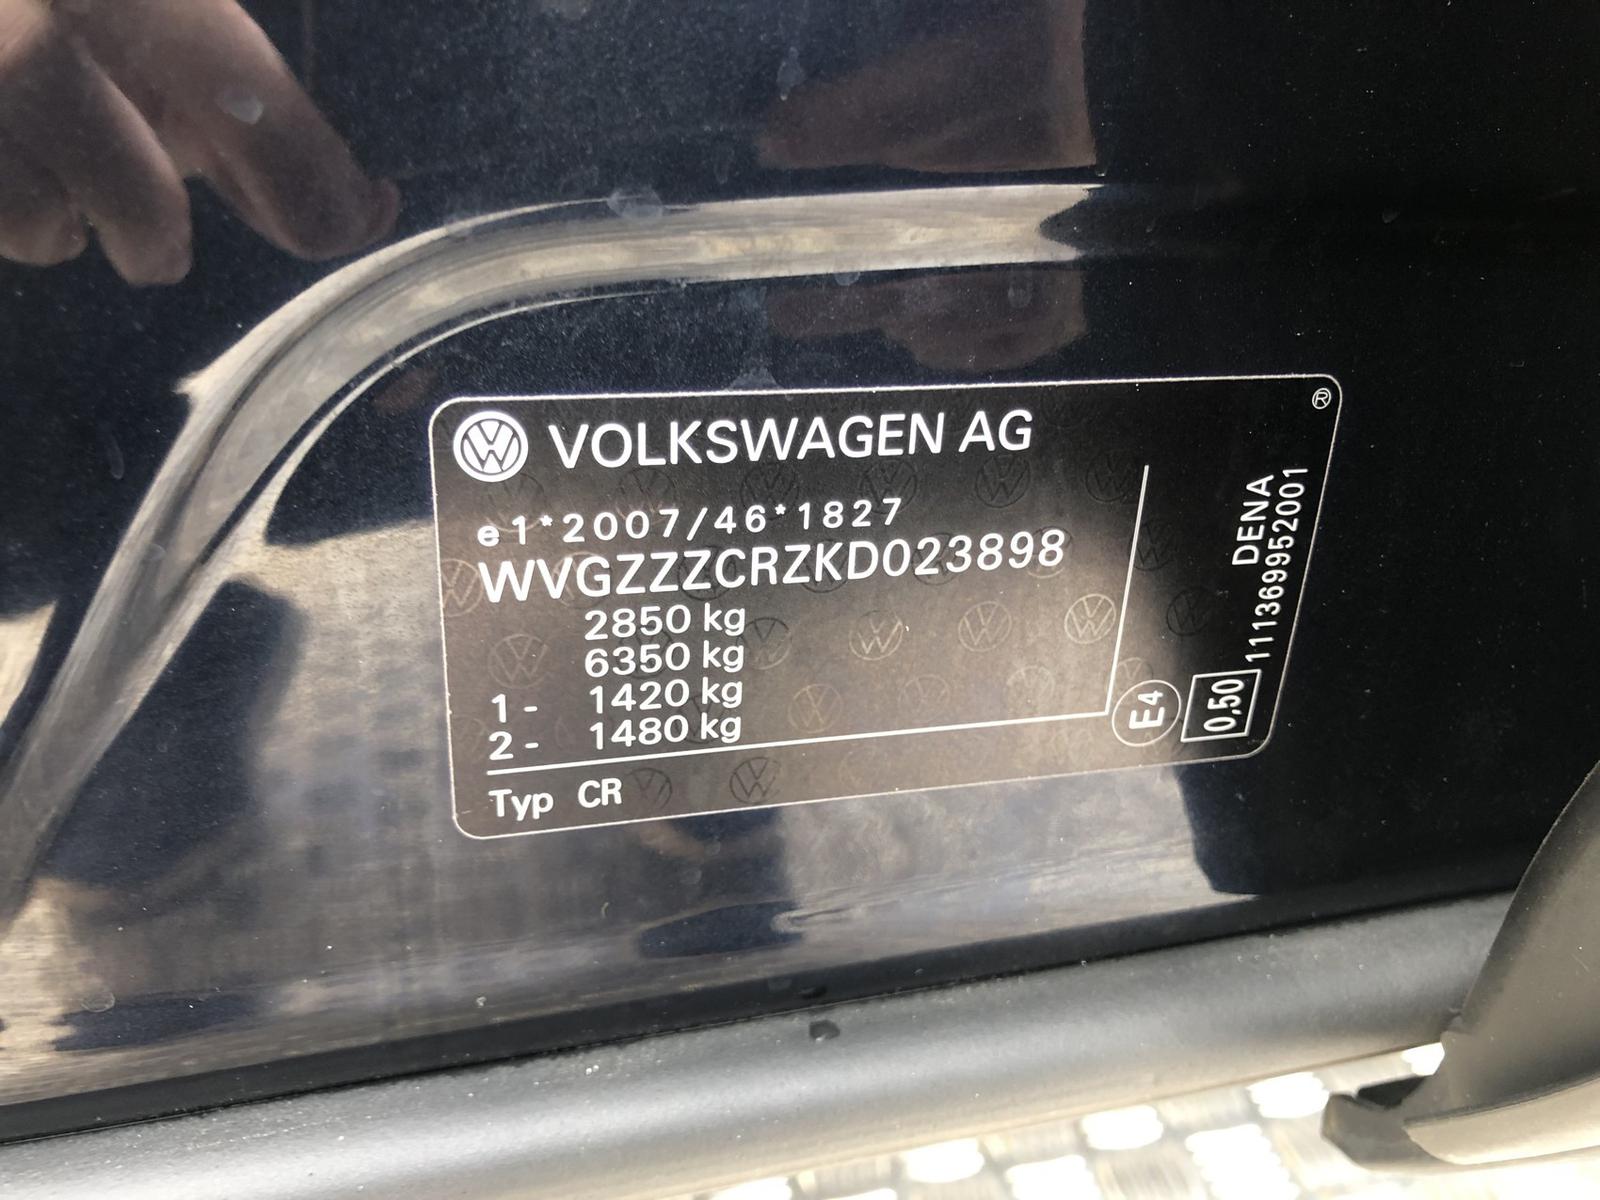 VOLKSWAGEN AG
®
e1*2007/46*1827
WVGZZZCRZKD023898
2850 kg
6350 kg
1- 1420 kg
2- 1480 kg
Typ CR
E4
0,50
DENA
1113699952001